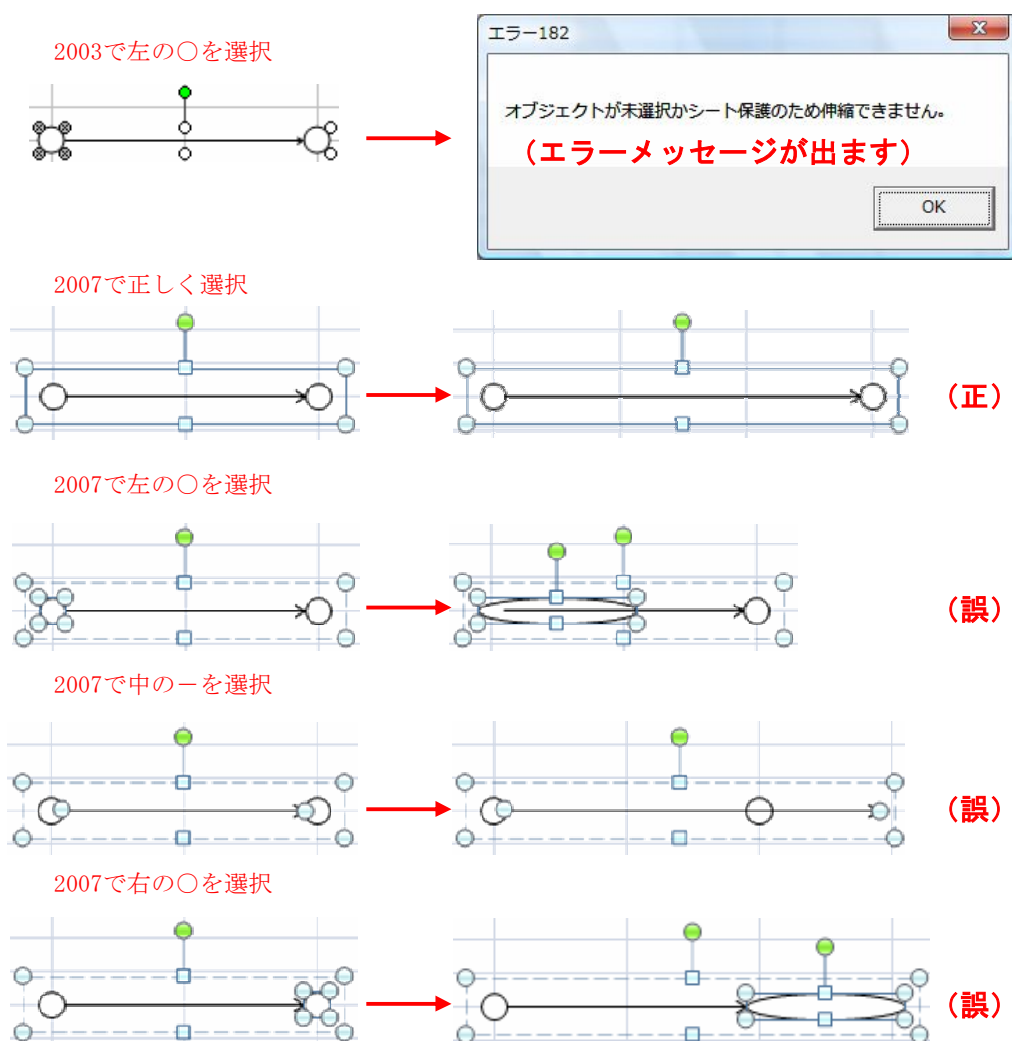 2003で左の○を選択
エラー182
オブジェクトが未選択かシート保護のため伸縮できません。
（エラーメッセージが出ます）
OK
2007で正しく選択
（正）
2007で左の○を選択
（誤）
2007で中の－を選択
（誤）
2007で右の○を選択
（誤）